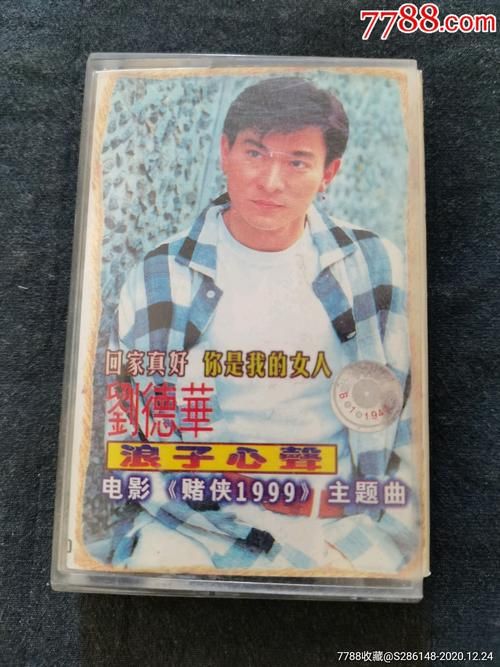 7788.com
回家真好 你是我的女人
劉德華
浪子心聲
电影《赌侠1999》主题曲
7788收藏@S286148-2020.12.24